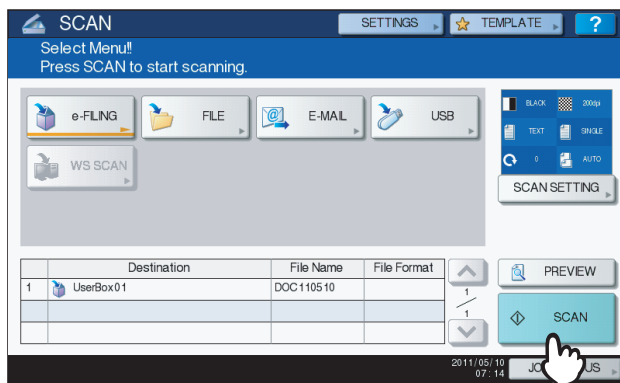 SCAN
SETTINGS
TEMPLATE
?
Select Menu!!
Press SCAN to start scanning.
e-FILING
FILE
E-MAIL
USB
WS SCAN
BLACK
200dpi
TEXT
SINGLE
0
AUTO
SCAN SETTING
Destination File Name File Format
1 UserBox01 DOC110510
1
1
PREVIEW
SCAN
2011/05/10
07:14